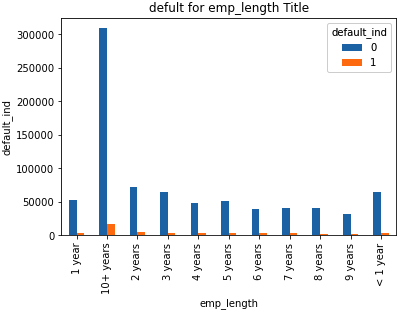 defult for emp_length Title
default_ind
0
1
300000
250000
200000
150000
100000
50000
0
default_ind
1 year
10+ years
2 years
3 years
4 years
5 years
6 years
7 years
8 years
9 years
< 1 year
emp_length